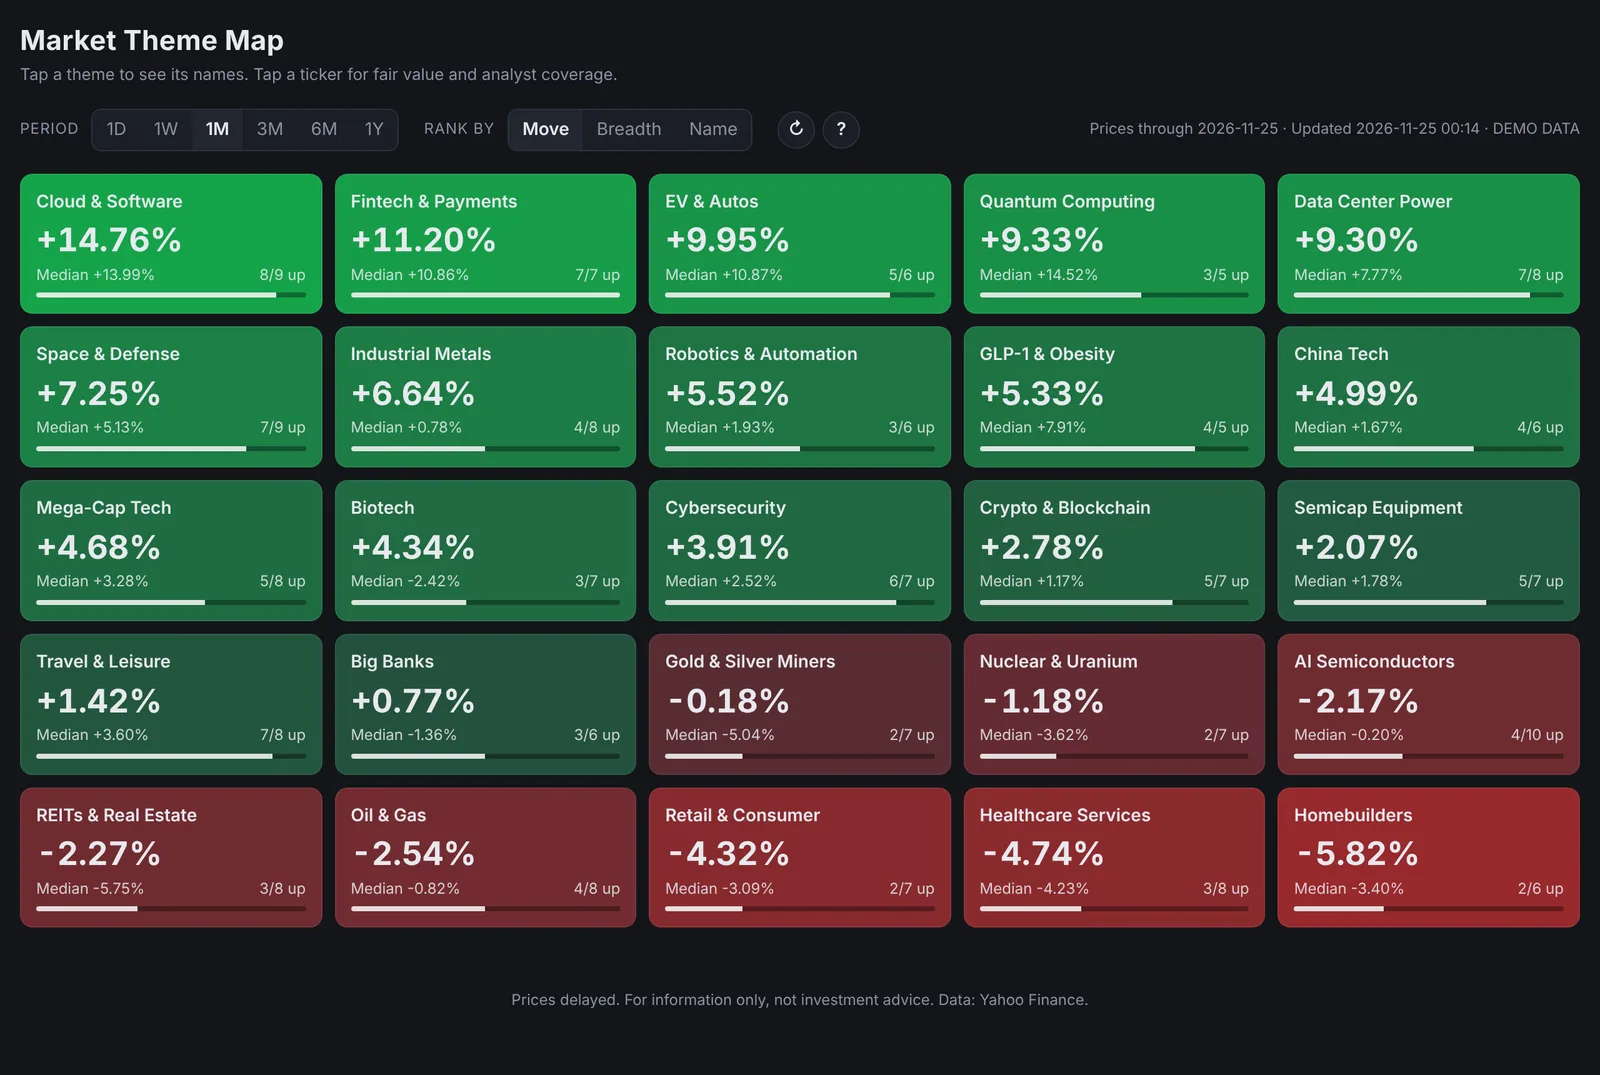 Market Theme Map
Tap a theme to see its names. Tap a ticker for fair value and analyst coverage.
PERIOD 1D 1W 1M 3M 6M 1Y RANK BY Move Breadth Name ? Prices through 2026-11-25 · Updated 2026-11-25 00:14 · DEMO DATA
Cloud & Software
+14.76%
Median +13.99% 8/9 up
Fintech & Payments
+11.20%
Median +10.86% 7/7 up
EV & Autos
+9.95%
Median +10.87% 5/6 up
Quantum Computing
+9.33%
Median +14.52% 3/5 up
Data Center Power
+9.30%
Median +7.77% 7/8 up
Space & Defense
+7.25%
Median +5.13% 7/9 up
Industrial Metals
+6.64%
Median +0.78% 4/8 up
Robotics & Automation
+5.52%
Median +1.93% 3/6 up
GLP-1 & Obesity
+5.33%
Median +7.91% 4/5 up
China Tech
+4.99%
Median +1.67% 4/6 up
Mega-Cap Tech
+4.68%
Median +3.28% 5/8 up
Biotech
+4.34%
Median -2.42% 3/7 up
Cybersecurity
+3.91%
Median +2.52% 6/7 up
Crypto & Blockchain
+2.78%
Median +1.17% 5/7 up
Semicap Equipment
+2.07%
Median +1.78% 5/7 up
Travel & Leisure
+1.42%
Median +3.60% 7/8 up
Big Banks
+0.77%
Median -1.36% 3/6 up
Gold & Silver Miners
-0.18%
Median -5.04% 2/7 up
Nuclear & Uranium
-1.18%
Median -3.62% 2/7 up
AI Semiconductors
-2.17%
Median -0.20% 4/10 up
REITs & Real Estate
-2.27%
Median -5.75% 3/8 up
Oil & Gas
-2.54%
Median -0.82% 4/8 up
Retail & Consumer
-4.32%
Median -3.09% 2/7 up
Healthcare Services
-4.74%
Median -4.23% 3/8 up
Homebuilders
-5.82%
Median -3.40% 2/6 up
Prices delayed. For information only, not investment advice. Data: Yahoo Finance.